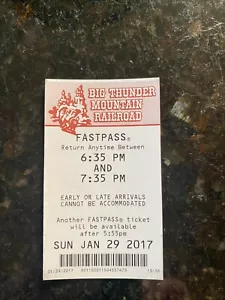 BIG THUNDER
MOUNTAIN
RAILROAD
FASTPASS®
Return Anytime Between
6:35 PM
AND
7:35 PM
EARLY OR LATE ARRIVALS
CANNOT BE ACCOMMODATED
Another FASTPASS® ticket
will be available
after 5:55pm
SUN JAN 29 2017